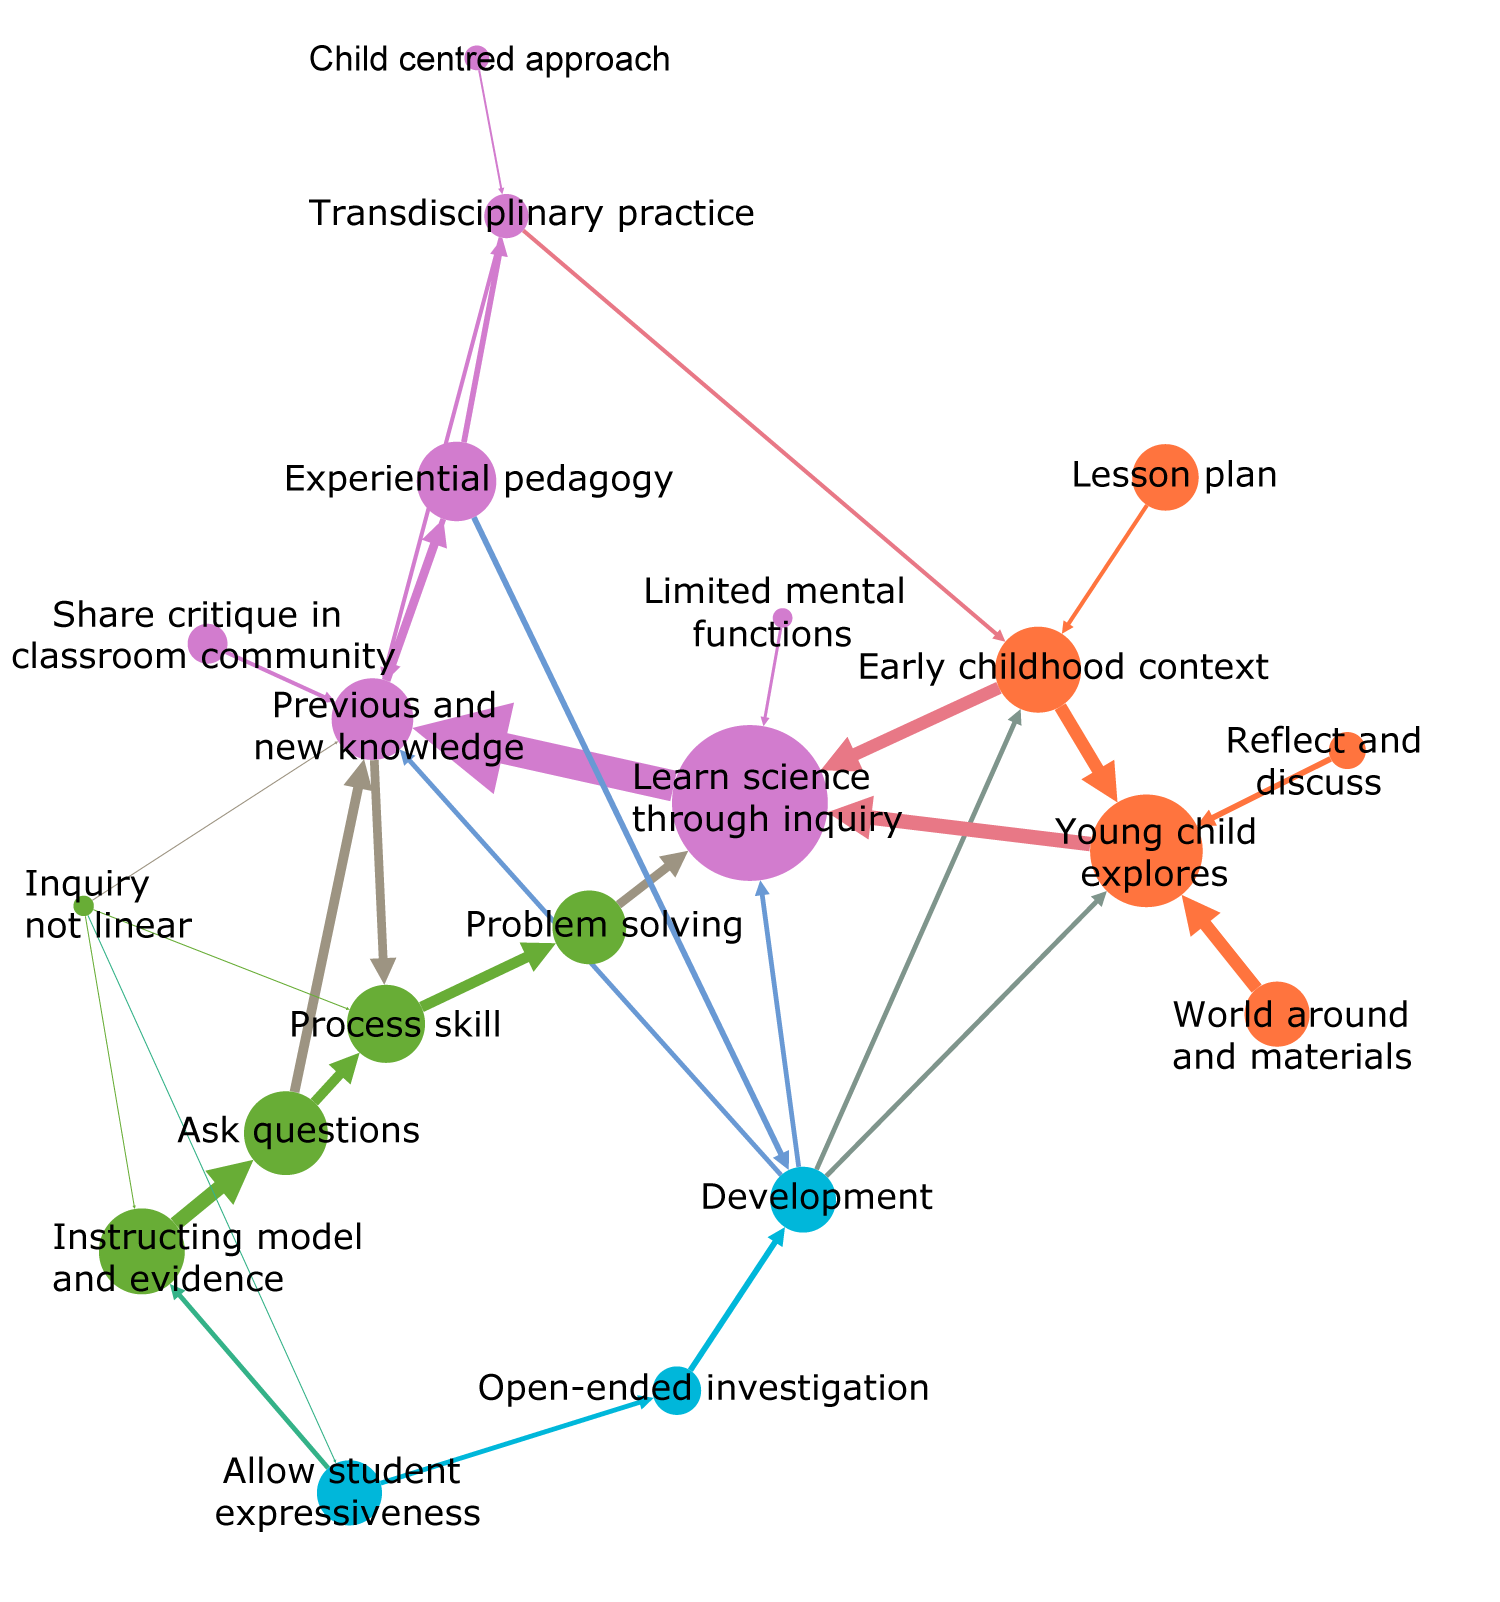 Child centred approach
Transdisciplinary practice
Experiential pedagogy
Lesson plan
Limited mental
functions
Share critique in
classroom community
Early childhood context
Previous and
new knowledge
Reflect and
discuss
Learn science
through inquiry
Young child
explores
Inquiry
not linear
Problem solving
World around
and materials
Process skill
Ask questions
Development
Instructing model
and evidence
Open-ended investigation
Allow student
expressiveness